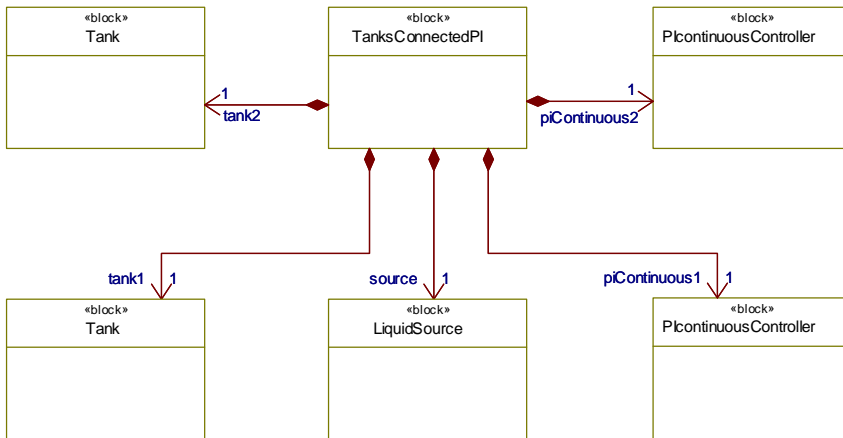 «block»
Tank
«block»
TanksConnectedPI
«block»
PIcontinuousController
1
tank2
1
piContinuous2
tank1 1
source 1
piContinuous1 1
«block»
Tank
«block»
LiquidSource
«block»
PIcontinuousController